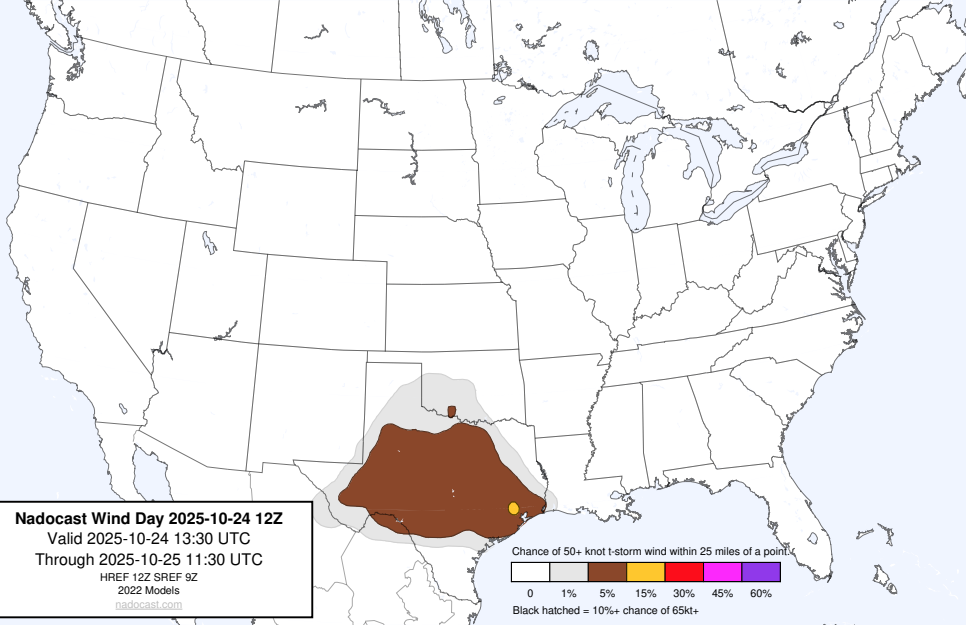 Nadocast Wind Day 2025-10-24 12Z
Valid 2025-10-24 13:30 UTC
Through 2025-10-25 11:30 UTC
HREF 12Z SREF 9Z
2022 Models
nadocast.com
Chance of 50+ knot t-storm wind within 25 miles of a point.
0 1% 5% 15% 30% 45% 60%
Black hatched = 10%+ chance of 65kt+